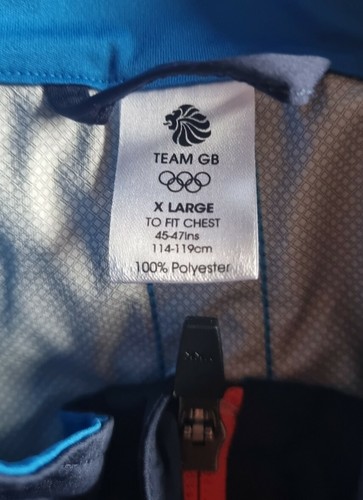 TEAM GB
X LARGE
TO FIT CHEST
45-47ins
114-119cm
100% Polyester